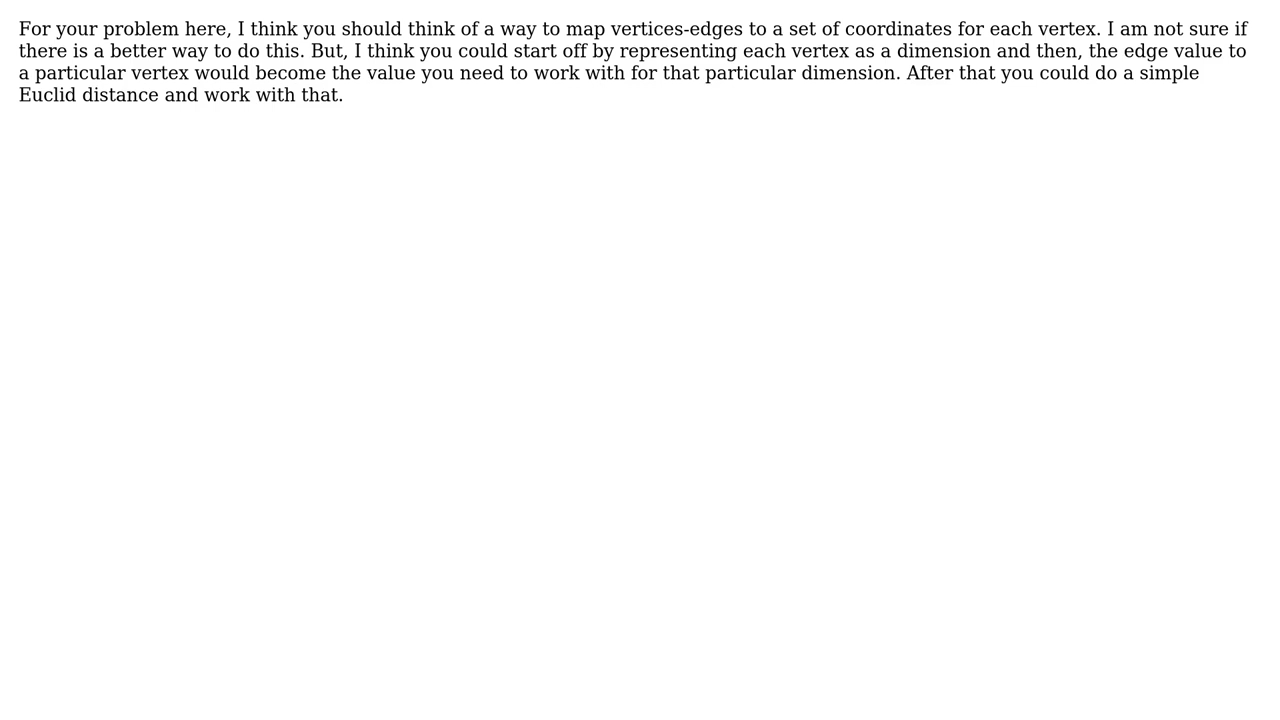 For your problem here, I think you should think of a way to map vertices-edges to a set of coordinates for each vertex. I am not sure if
there is a better way to do this. But, I think you could start off by representing each vertex as a dimension and then, the edge value to
a particular vertex would become the value you need to work with for that particular dimension. After that you could do a simple
Euclid distance and work with that.